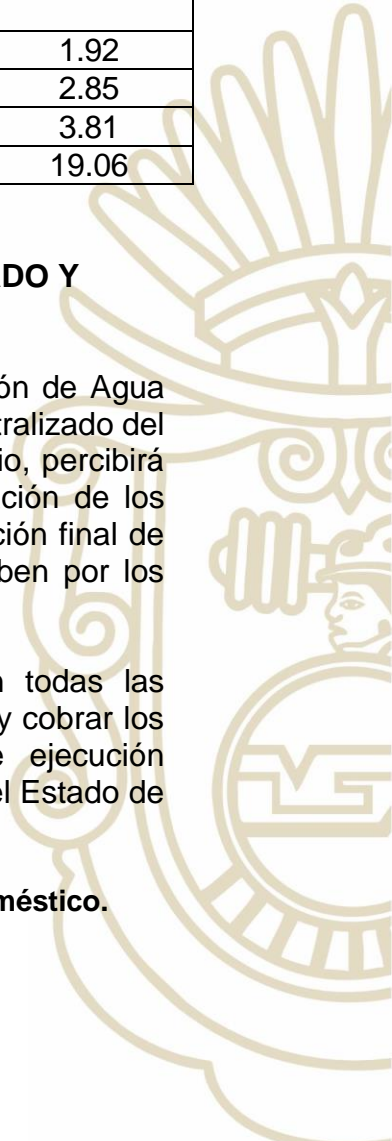 1.92
2.85
3.81
19.06
ADO Y
ón de Agua
tralizado del
io, percibirá
ción de los
ción final de
ben por los
todas las
y cobrar los
ejecución
el Estado de
méstico.